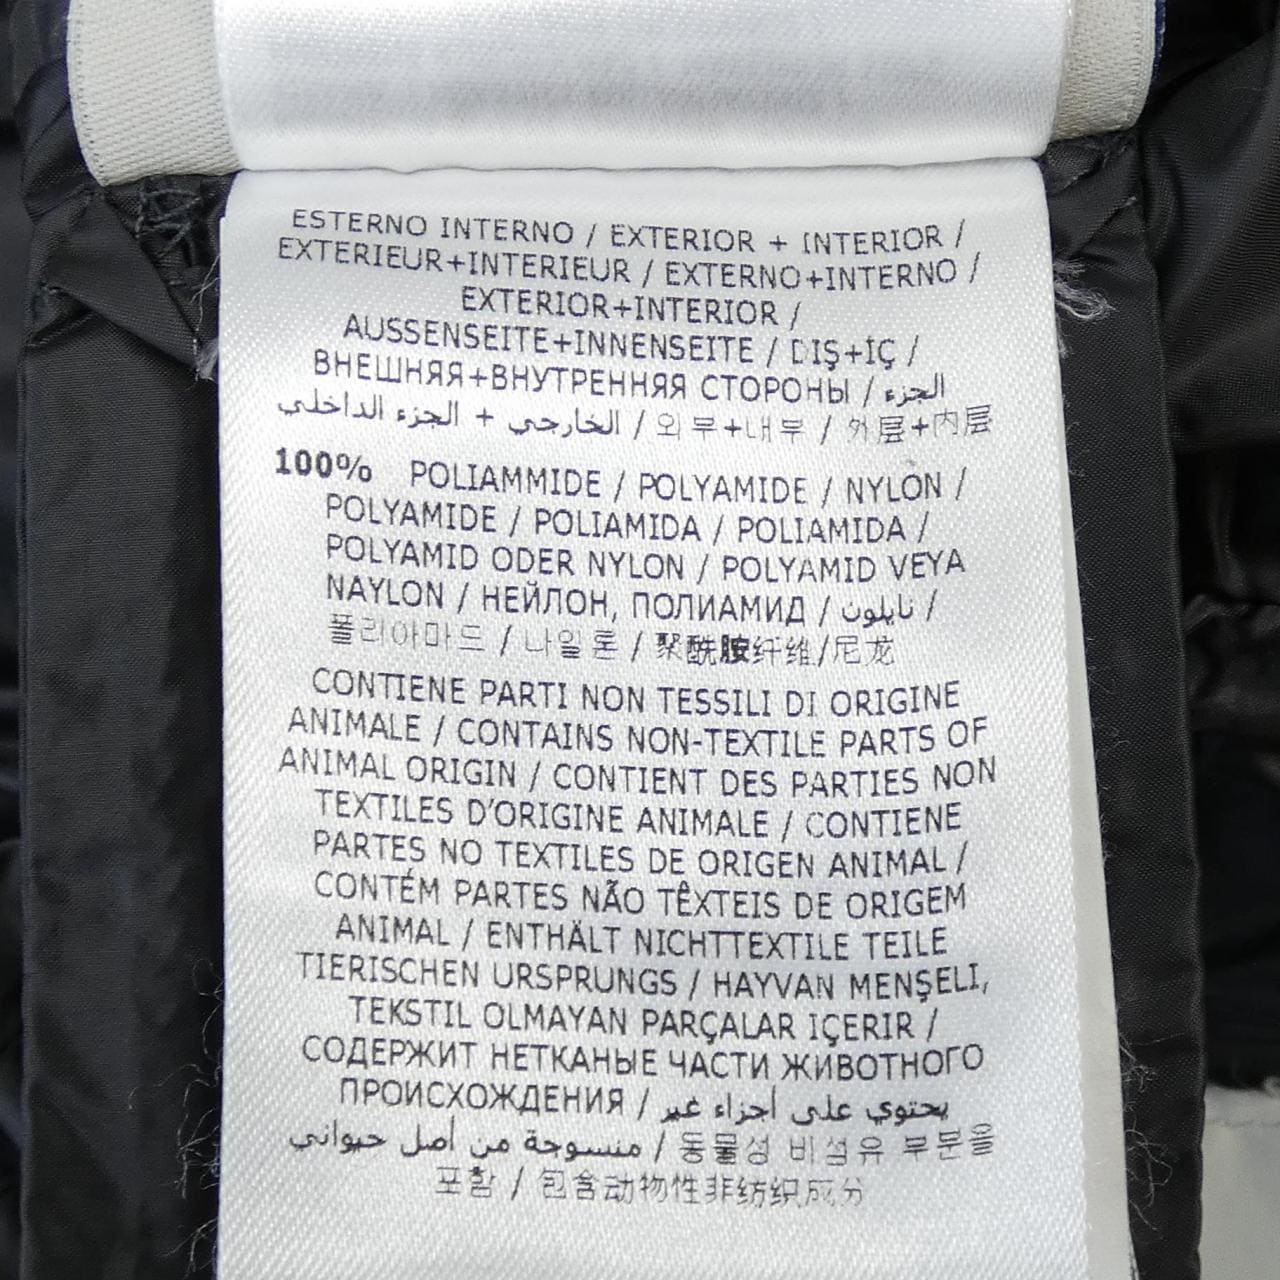 ESTERNO INTERNO / EXTERIOR + INTERIOR /
EXTERIEUR+INTERIEUR / EXTERNO+INTERNO /
EXTERIOR+INTERIOR /
AUSSENSEITE+INNENSEITE / DIŞ+İÇ /
ВНЕШНЯЯ+ВНУТРЕННЯЯ СТОРОНЫ / الجزء
الخارجي + الجزء الداخلي / 외부+내부 / 外层+内层
100% POLIAMMIDE / POLYAMIDE / NYLON /
POLYAMIDE / POLIAMIDA / POLIAMIDA /
POLYAMID ODER NYLON / POLYAMID VEYA
NAYLON / НЕЙЛОН, ПОЛИАМИД / نايلون /
폴리아마드 / 나일론 / 聚酰胺纤维/尼龙
CONTIENE PARTI NON TESSILI DI ORIGINE
ANIMALE / CONTAINS NON-TEXTILE PARTS OF
ANIMAL ORIGIN / CONTIENT DES PARTIES NON
TEXTILES D'ORIGINE ANIMALE / CONTIENE
PARTES NO TEXTILES DE ORIGEN ANIMAL /
CONTÉM PARTES NÃO TÊXTEIS DE ORIGEM
ANIMAL / ENTHÄLT NICHTTEXTILE TEILE
TIERISCHEN URSPRUNGS / HAYVAN MENŞELI,
TEKSTIL OLMAYAN PARÇALAR IÇERIR /
СОДЕРЖИТ НЕТКАНЫЕ ЧАСТИ ЖИВОТНОГО
ПРОИСХОЖДЕНИЯ / يحتوي على أجزاء غير
منسوجة من أصل حيواني / 동물성 비섬유 부분을
포함 / 包含动物性非纺织成分